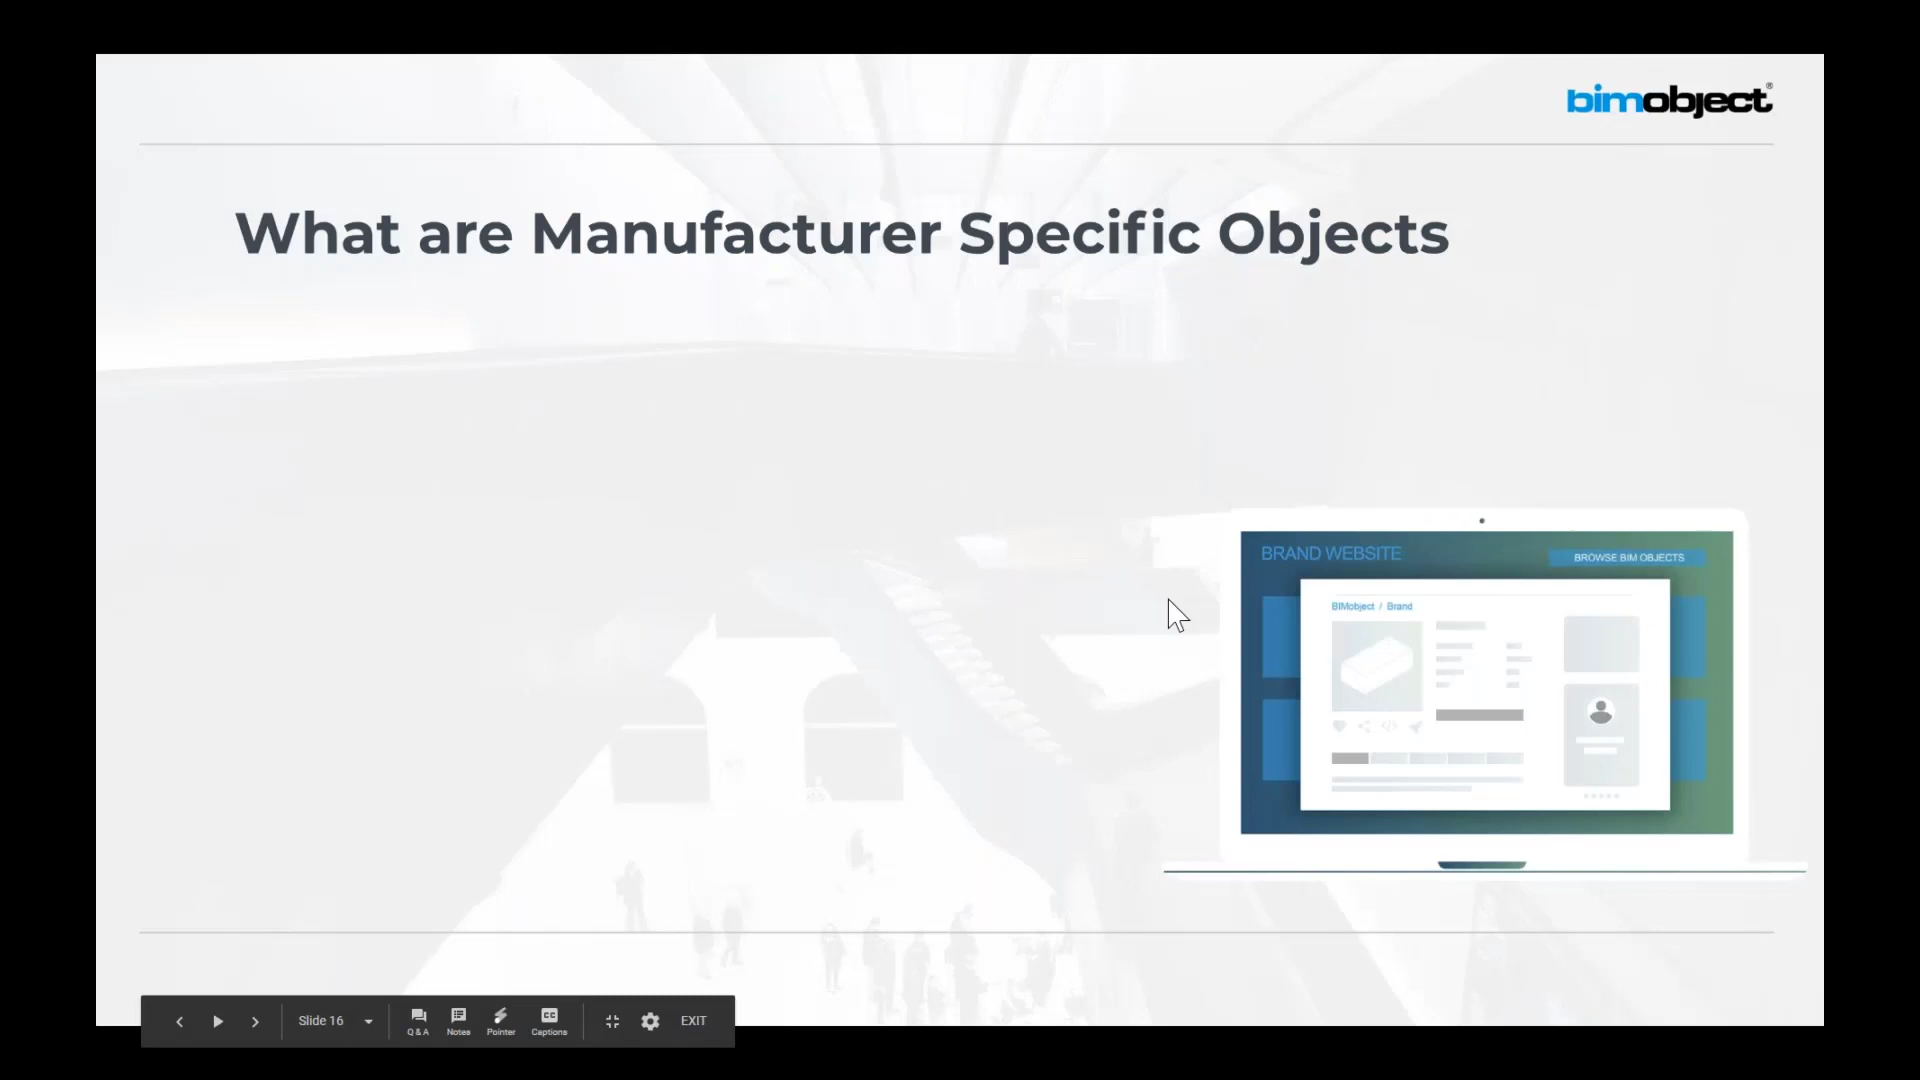 bimobject®
What are Manufacturer Specific Objects
BRAND WEBSITE
BROWSE BIM OBJECTS
BIMobject / Brand
Slide 16
Q & A
Notes
Pointer
CC
Captions
EXIT